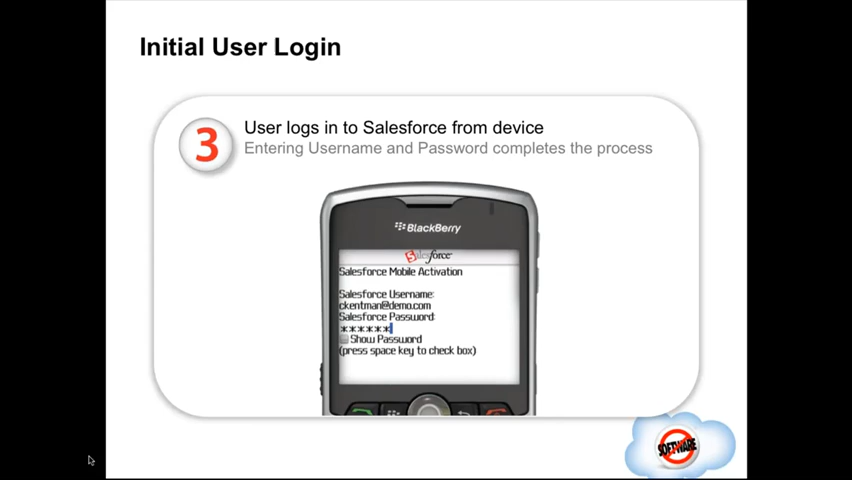 Initial User Login
3
User logs in to Salesforce from device
Entering Username and Password completes the process
BlackBerry
salesforce
Salesforce Mobile Activation
Salesforce Username:
ckentman@demo.com
Salesforce Password:
******
Show Password
(press space key to check box)
SOFTWARE